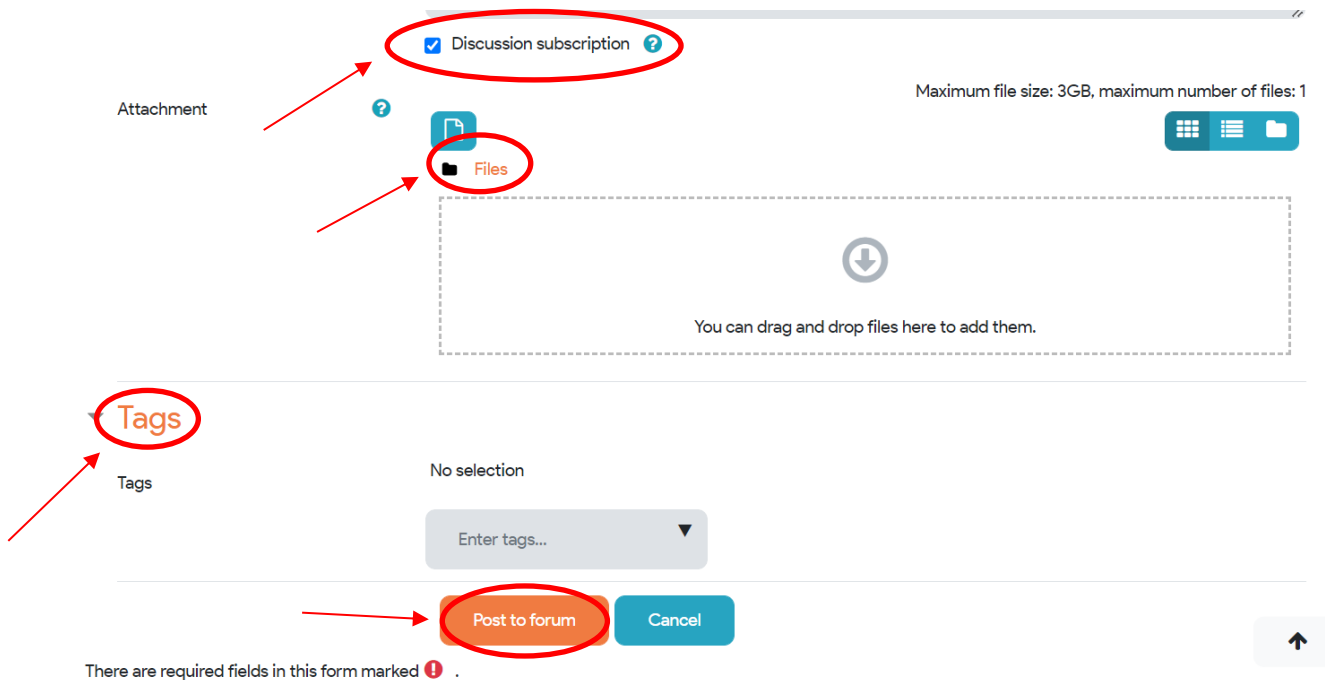 Discussion subscription
Maximum file size: 3GB, maximum number of files: 1
Attachment
Files
You can drag and drop files here to add them.
Tags
No selection
Tags
Enter tags...
Post to forum Cancel
There are required fields in this form marked .